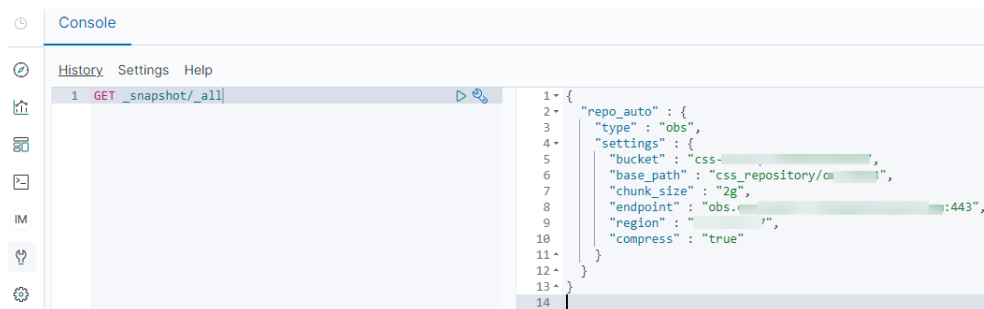 Console
History Settings Help
IM
1 GET _snapshot/_all
1 {
2 "repo_auto" : {
3 "type" : "obs",
4 "settings" : {
5 "bucket" : "css- ",
6 "base_path" : "css_repository/ ",
7 "chunk_size" : "2g",
8 "endpoint" : "obs. :443",
9 "region" : " ",
10 "compress" : "true"
11 }
12 }
13 }
14